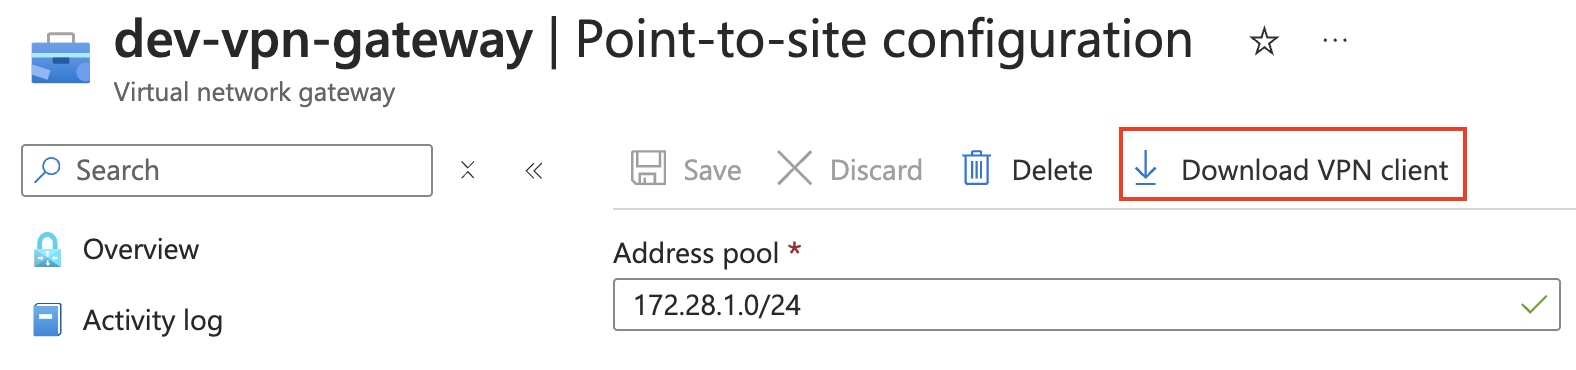 dev-vpn-gateway | Point-to-site configuration
Virtual network gateway
Search
Save Discard Delete Download VPN client
Overview
Activity log
Address pool *
172.28.1.0/24